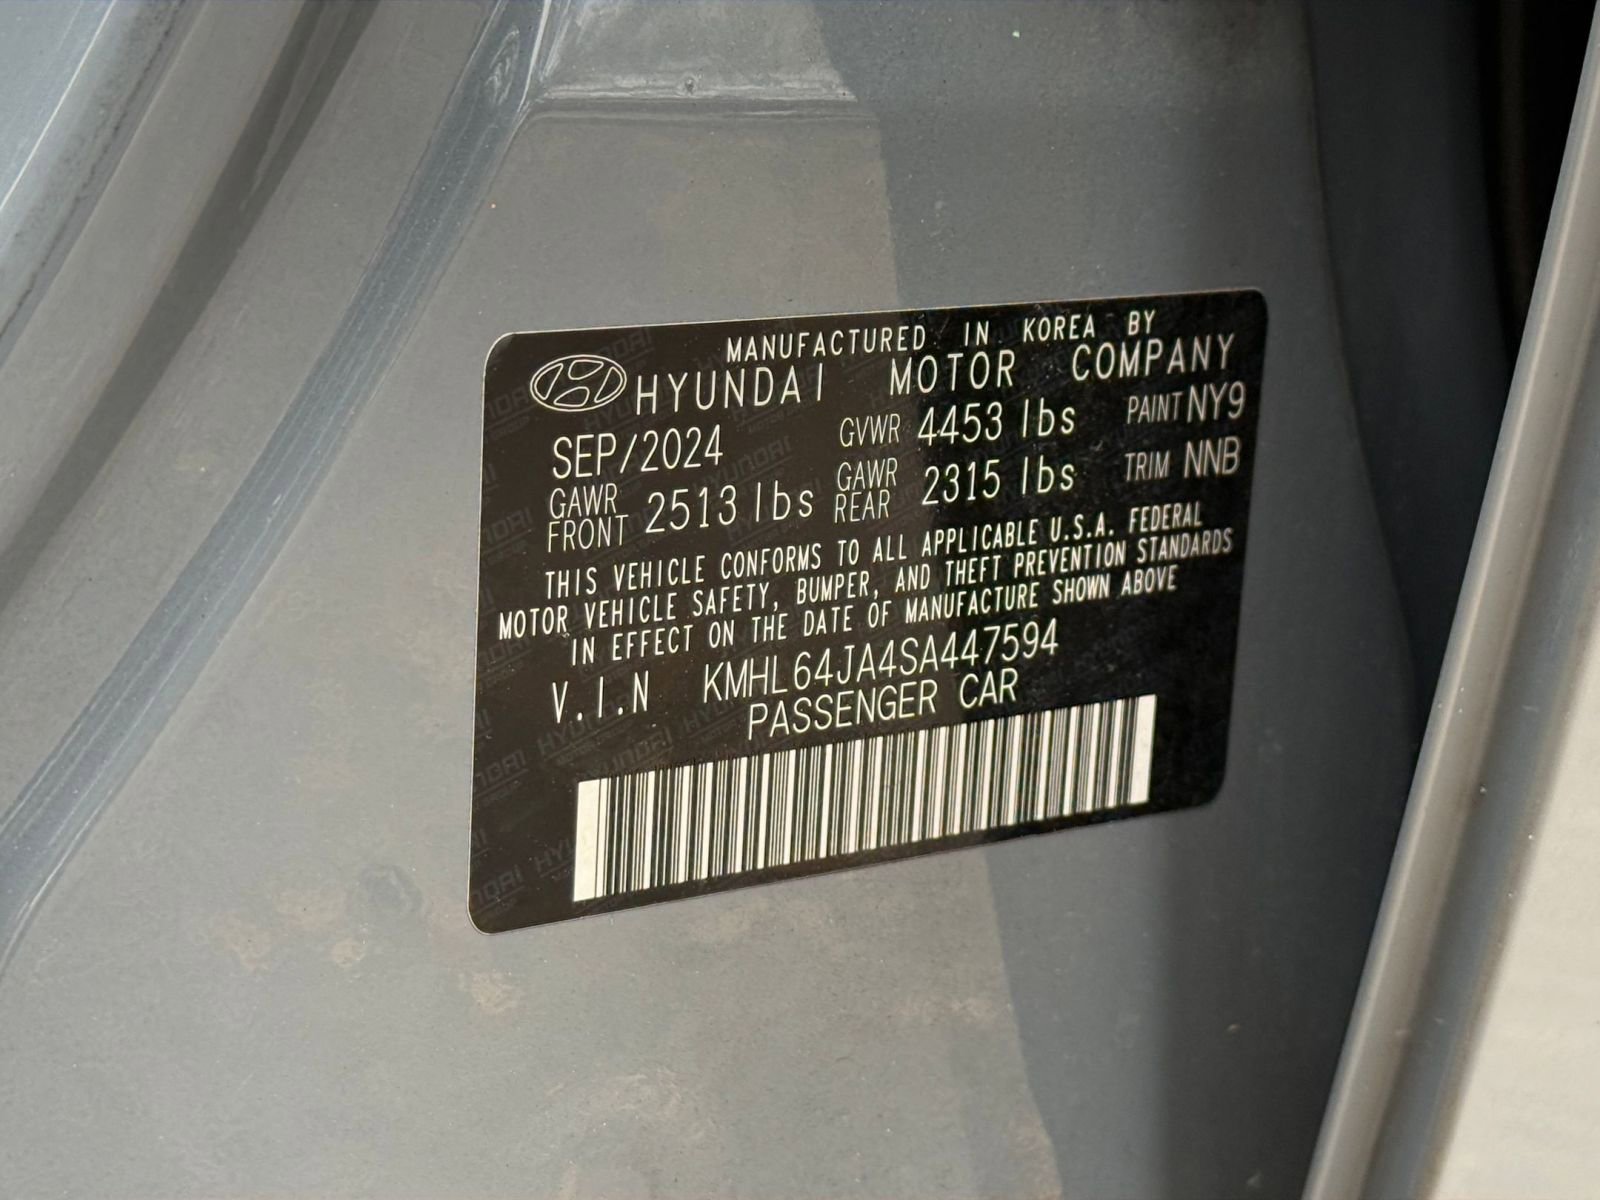 MANUFACTURED IN KOREA BY
HYUNDAI MOTOR COMPANY
SEP/2024 GVWR 4453 lbs PAINT NY9
GAWR FRONT 2513 lbs GAWR REAR 2315 lbs TRIM NNB
THIS VEHICLE CONFORMS TO ALL APPLICABLE U.S.A. FEDERAL
MOTOR VEHICLE SAFETY, BUMPER, AND THEFT PREVENTION STANDARDS
IN EFFECT ON THE DATE OF MANUFACTURE SHOWN ABOVE
V.I.N KMHL64JA4SA447594
PASSENGER CAR